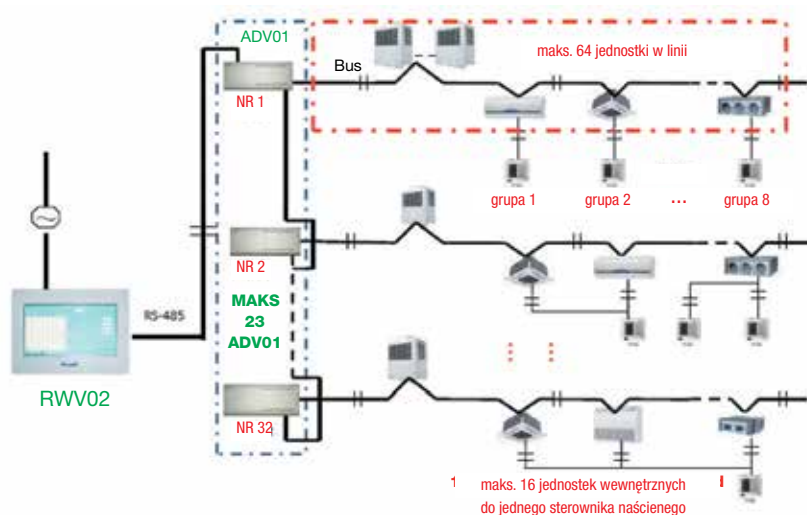 ADV01
maks. 64 jednostki w linii
Bus
NR 1
grupa 1
grupa 2
...
grupa 8
NR 2
MAKS
23
ADV01
RS-485
RWV02
NR 32
maks. 16 jednostek wewnętrznych
do jednego sterownika naściennego